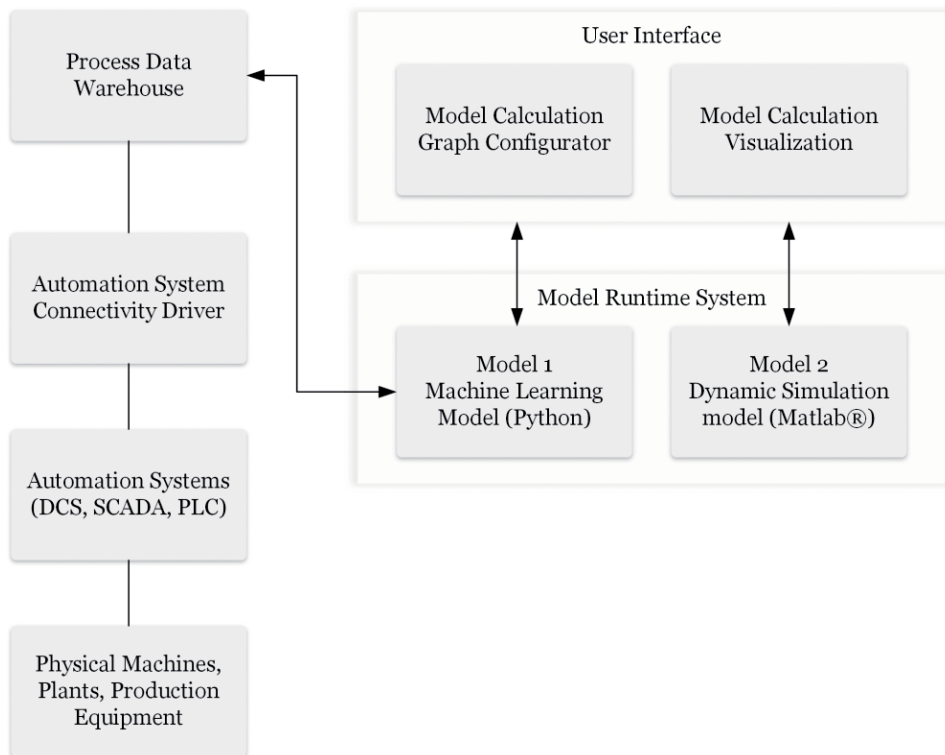 Process Data
Warehouse
Automation System
Connectivity Driver
Automation Systems
(DCS, SCADA, PLC)
Physical Machines,
Plants, Production
Equipment
User Interface
Model Calculation
Graph Configurator
Model Calculation
Visualization
Model Runtime System
Model 1
Machine Learning
Model (Python)
Model 2
Dynamic Simulation
model (Matlab®)